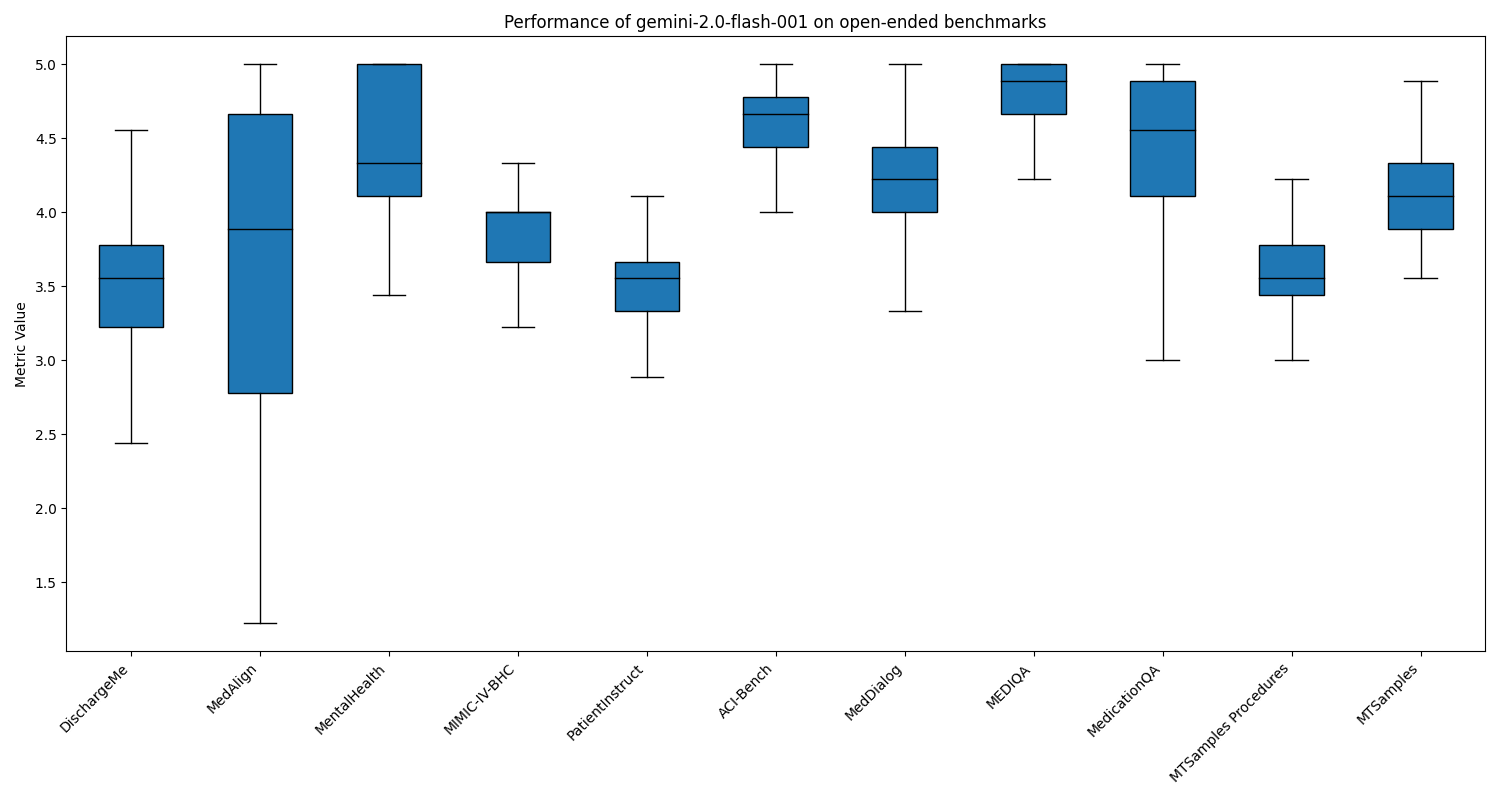 Performance of gemini-2.0-flash-001 on open-ended benchmarks
Metric Value
5.0
4.5
4.0
3.5
3.0
2.5
2.0
1.5
DischargeMe
MedAlign
MentalHealth
MIMIC-IV-BHC
PatientInstruct
ACI-Bench
MedDialog
MEDIQA
MedicationQA
MTSamples Procedures
MTSamples